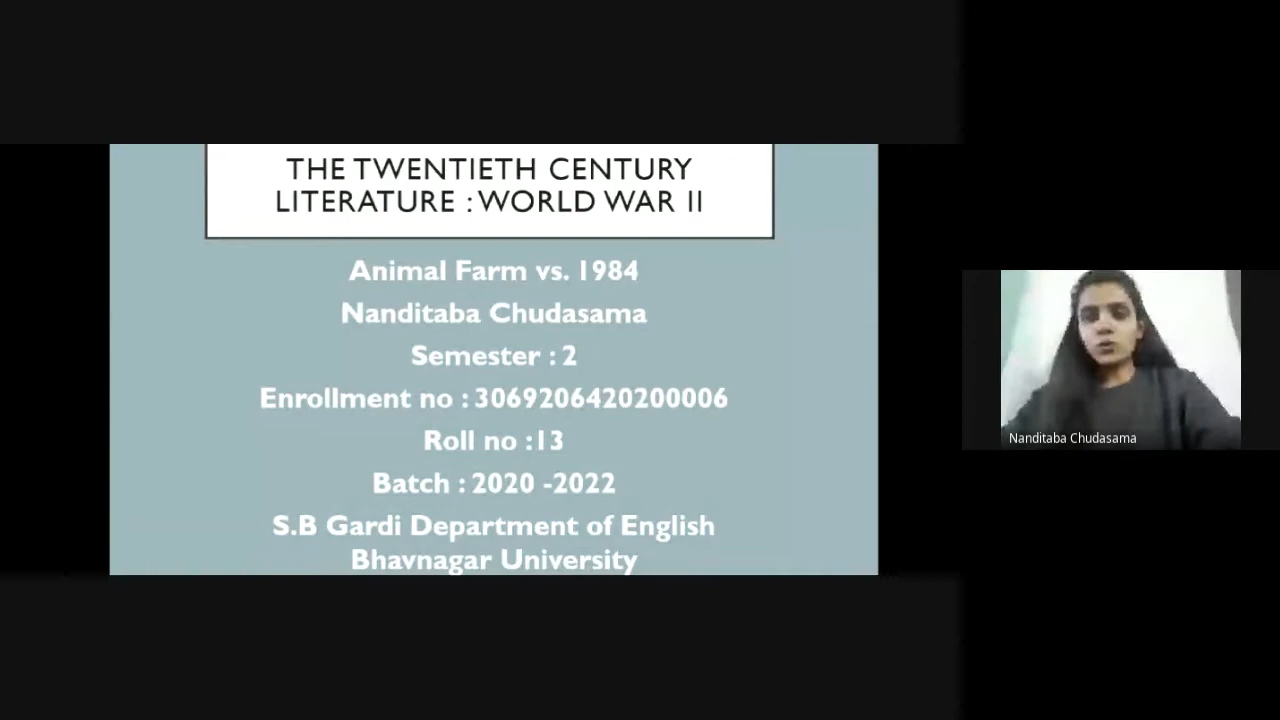 THE TWENTIETH CENTURY
LITERATURE : WORLD WAR II
Animal Farm vs. 1984
Nanditaba Chudasama
Semester : 2
Enrollment no : 3069206420200006
Roll no :13
Batch : 2020 -2022
S.B Gardi Department of English
Bhavnagar University
Nanditaba Chudasama